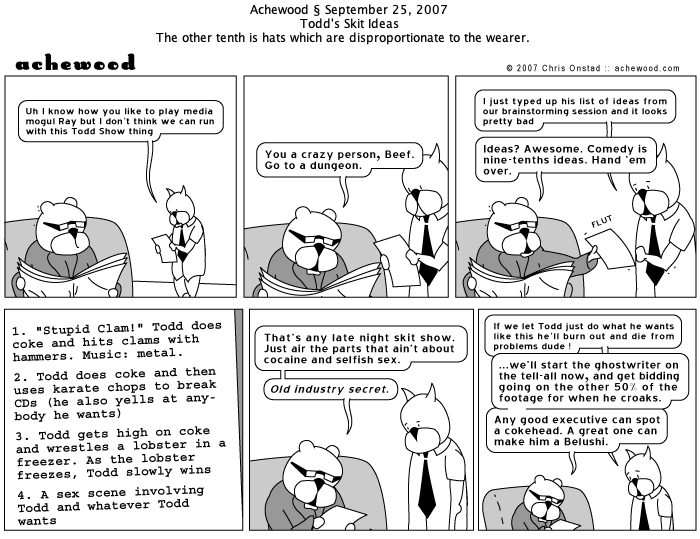 Achewood § September 25, 2007
Todd's Skit Ideas
The other tenth is hats which are disproportionate to the wearer.
achewood
© 2007 Chris Onstad :: achewood.com
Uh I know how you like to play media
mogul Ray but I don't think we can run
with this Todd Show thing
You a crazy person, Beef.
Go to a dungeon.
I just typed up his list of ideas from
our brainstorming session and it looks
pretty bad
Ideas? Awesome. Comedy is
nine-tenths ideas. Hand 'em
over.
FLUT
1. "Stupid Clam!" Todd does
coke and hits clams with
hammers. Music: metal.
2. Todd does coke and then
uses karate chops to break
CDs (he also yells at any-
body he wants)
3. Todd gets high on coke
and wrestles a lobster in a
freezer. As the lobster
freezes, Todd slowly wins
4. A sex scene involving
Todd and whatever Todd
wants
That's any late night skit show.
Just air the parts that ain't about
cocaine and selfish sex.
Old industry secret.
If we let Todd just do what he wants
like this he'll burn out and die from
problems dude !
...we'll start the ghostwriter on
the tell-all now, and get bidding
going on the other 50% of the
footage for when he croaks.
Any good executive can spot
a cokehead. A great one can
make him a Belushi.